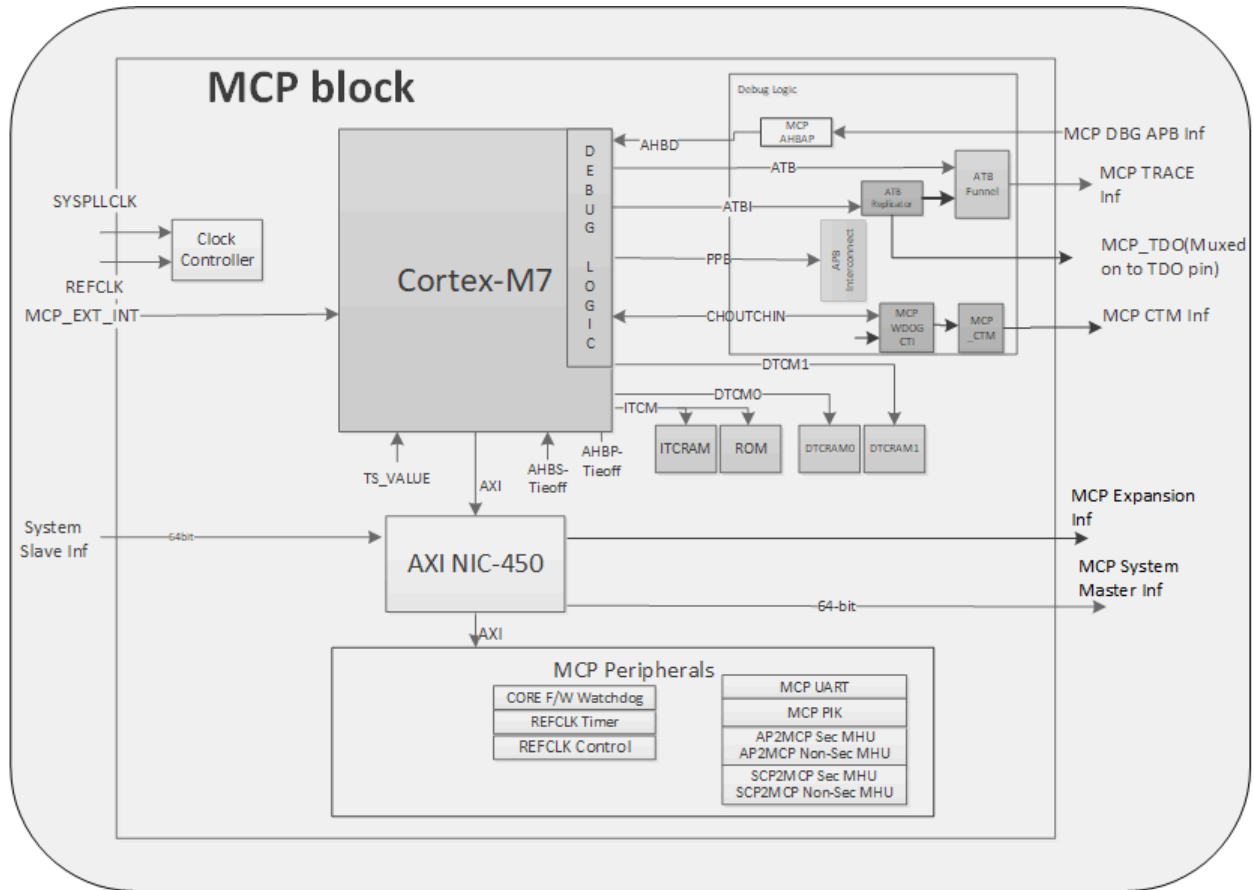 MCP block
Debug Logic
MCP
AHBAP
MCP DBG APB Inf
AHBD
DEBUG LOGIC
ATB
ATB
Funnel
MCP TRACE
Inf
ATB
Replicator
ATBI
SYSPLLCLK
Clock
Controller
REFCLK
MCP_EXT_INT
Cortex-M7
PPB
APB
Interconnect
MCP_TDO(Muxed
on to TDO pin)
CHOUTCHIN
MCP
WDOG
CTI
MCP
_CTM
MCP CTM Inf
DTCM1
DTCM0
ITCM
ITCRAM
ROM
DTCRAM0
DTCRAM1
TS_VALUE
AXI
AHBS-
Tieoff
AHBP-
Tieoff
System
Slave Inf
64bit
AXI NIC-450
MCP Expansion
Inf
MCP System
Master Inf
64-bit
AXI
MCP Peripherals
CORE F/W Watchdog
REFCLK Timer
REFCLK Control
MCP UART
MCP PIK
AP2MCP Sec MHU
AP2MCP Non-Sec MHU
SCP2MCP Sec MHU
SCP2MCP Non-Sec MHU